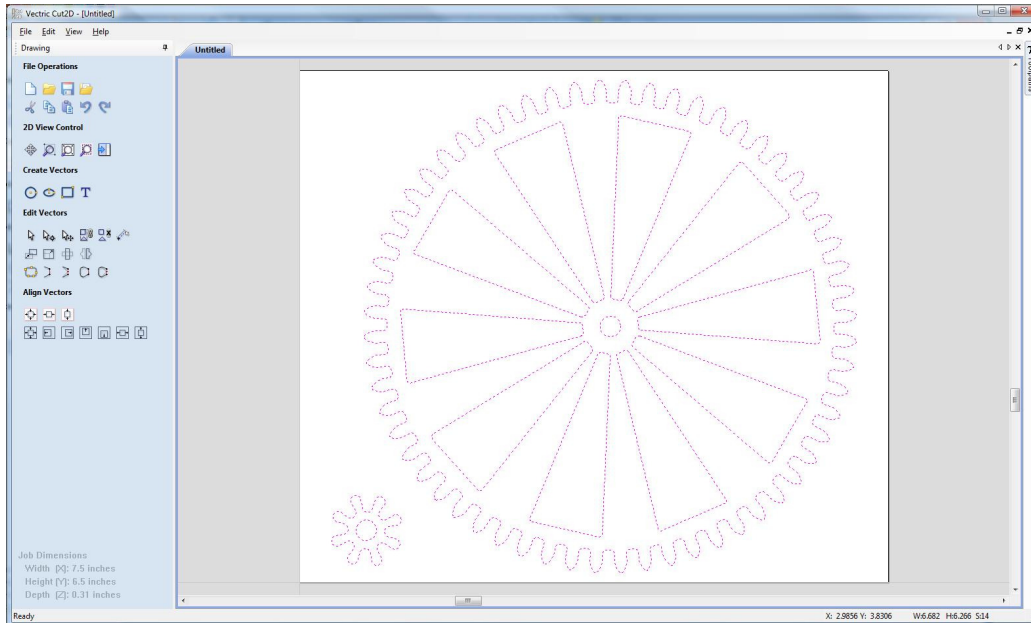 Vectric Cut2D - [Untitled]
File Edit View Help
Drawing
Untitled
File Operations
2D View Control
Create Vectors
T
Edit Vectors
Align Vectors
Job Dimensions
Width (X): 7.5 inches
Height (Y): 6.5 inches
Depth (Z): 0.31 inches
Ready
X: 2.9856 Y: 3.8306 W:6.682 H:6.266 S:14